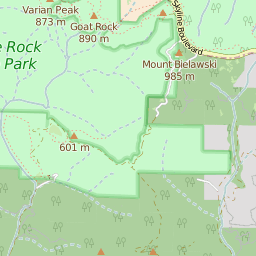 Varian Peak
873 m
Goat Rock
890 m
Skyline Boulevard
e Rock
Park
Mount Bielawski
985 m
601 m